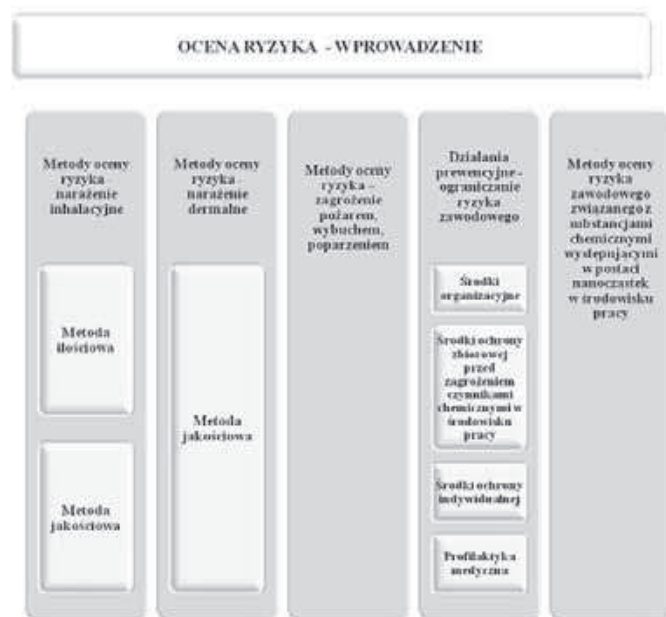 OCENA RYZYKA - WPROWADZENIE
Metody oceny
ryzyka -
narażenie
inhalacyjne
Metoda
ilościowa
Metoda
jakościowa
Metody oceny
ryzyka -
narażenie
dermalne
Metoda
jakościowa
Metody oceny
ryzyka –
zagrożenie
pożarem,
wybuchem,
poparzeniem
Działania
prewencyjne -
ograniczanie
ryzyka
zawodowego
Środki
organizacyjne
Środki ochrony
zbiorowej
przed
zagrożeniem
czynnikami
chemicznymi w
środowisku
pracy
Środki ochrony
indywidualnej
Profilaktyka
medyczna
Metody oceny
ryzyka
zawodowego
związanego z
substancjami
chemicznymi
występującymi
w postaci
nanocząstek
w środowisku
pracy